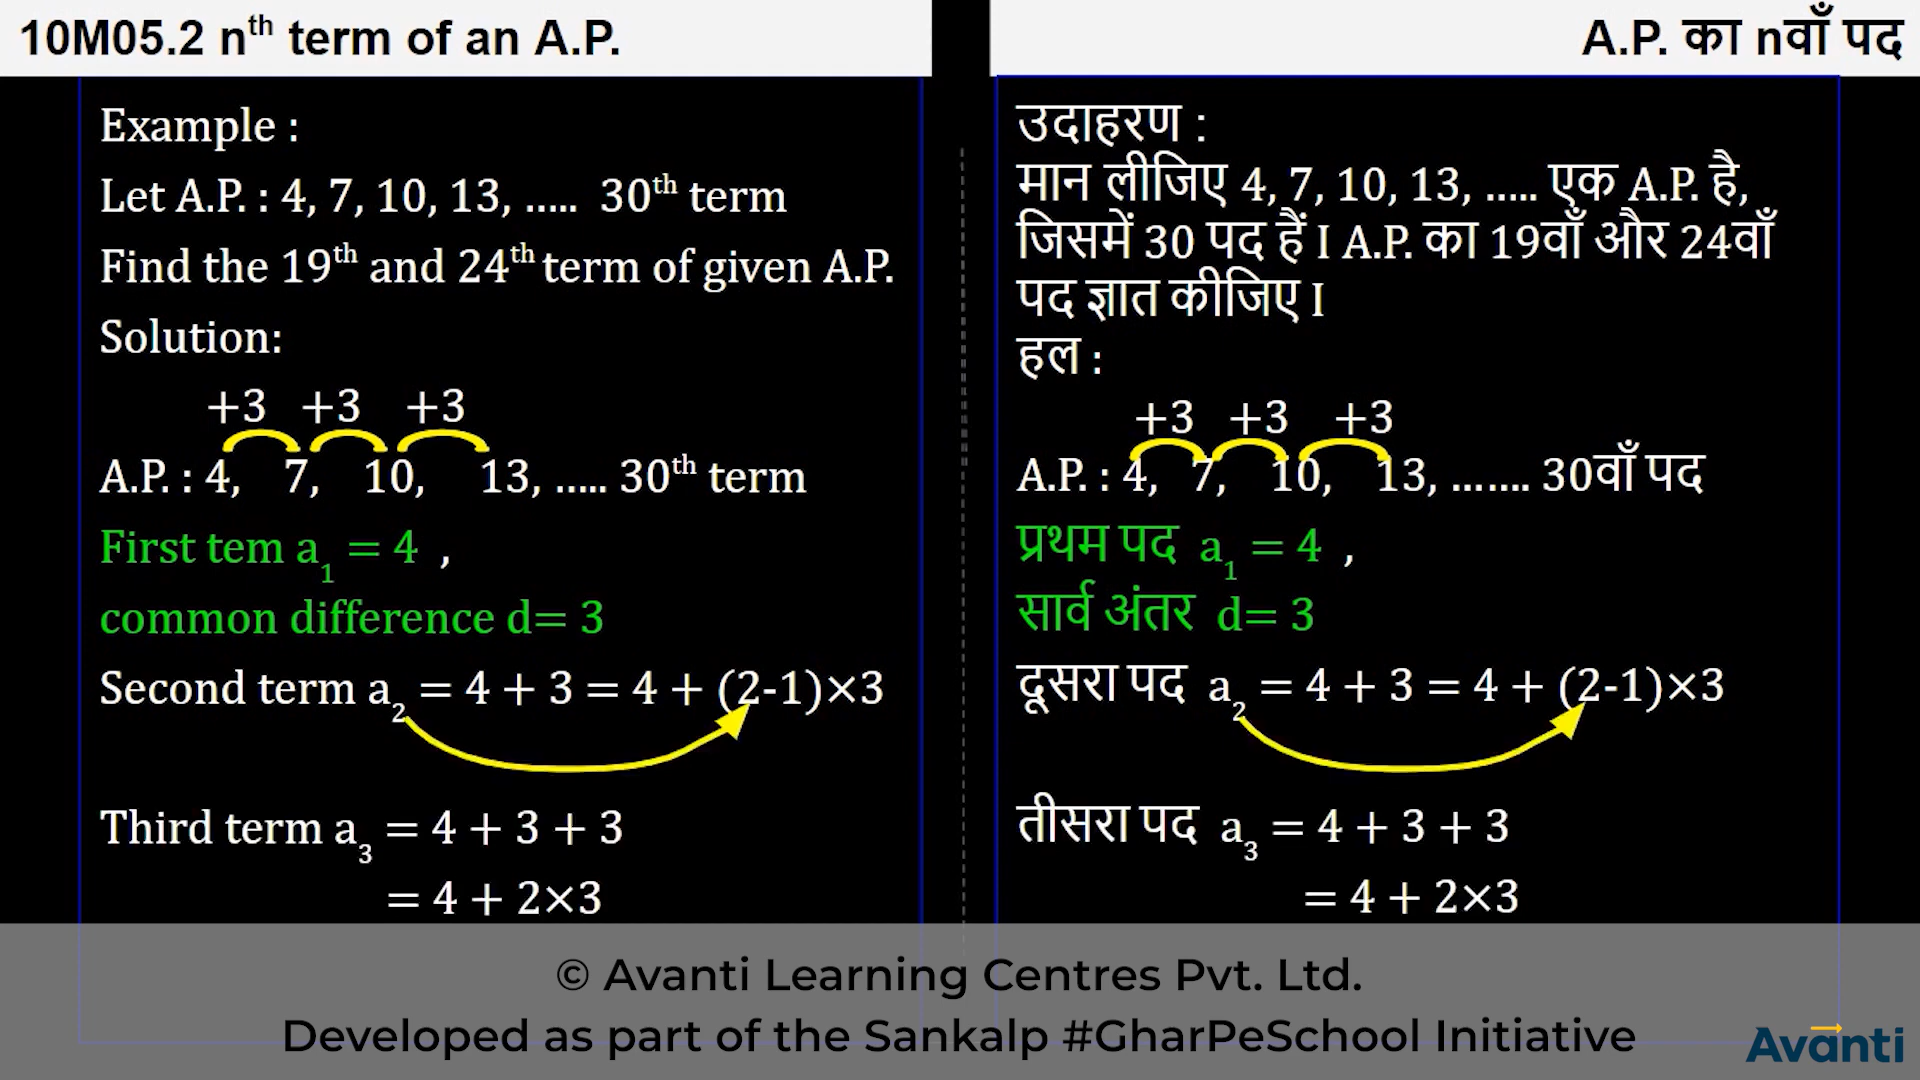 10M05.2 nth term of an A.P.
A.P. का nवाँ पद
Example :
Let A.P. : 4, 7, 10, 13, ..... 30th term
Find the 19th and 24th term of given A.P.
Solution:
+3 +3 +3
A.P. : 4, 7, 10, 13, ..... 30th term
First tem a1 = 4 ,
common difference d= 3
Second term a2 = 4 + 3 = 4 + (2-1)×3
Third term a3 = 4 + 3 + 3
= 4 + 2×3
उदाहरण :
मान लीजिए 4, 7, 10, 13, ..... एक A.P. है,
जिसमें 30 पद हैं I A.P. का 19वाँ और 24वाँ
पद ज्ञात कीजिए I
हल :
+3 +3 +3
A.P. : 4, 7, 10, 13, ....... 30वाँ पद
प्रथम पद a1 = 4 ,
सार्व अंतर d= 3
दूसरा पद a2 = 4 + 3 = 4 + (2-1)×3
तीसरा पद a3 = 4 + 3 + 3
= 4 + 2×3
© Avanti Learning Centres Pvt. Ltd.
Developed as part of the Sankalp #GharPeSchool Initiative
Avanti